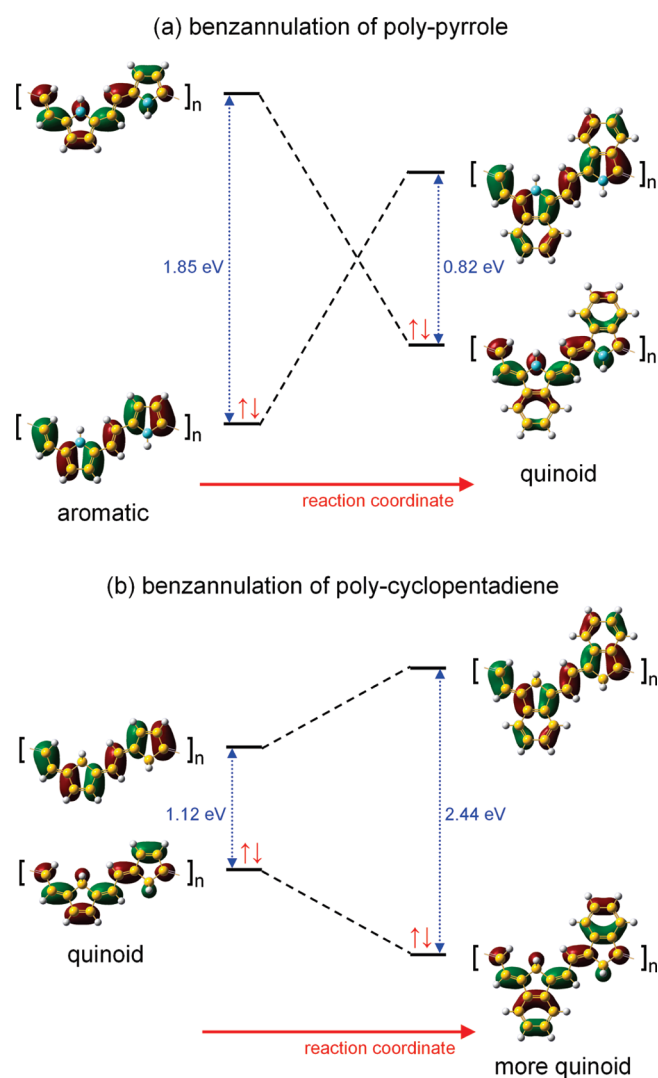 (a) benzannulation of poly-pyrrole
[ ]n
[ ]n
1.85 eV
0.82 eV
↑↓
[ ]n
[ ]n
↑↓
quinoid
reaction coordinate
aromatic
(b) benzannulation of poly-cyclopentadiene
[ ]n
[ ]n
1.12 eV
2.44 eV
↑↓
[ ]n
quinoid
↑↓
[ ]n
reaction coordinate
more quinoid